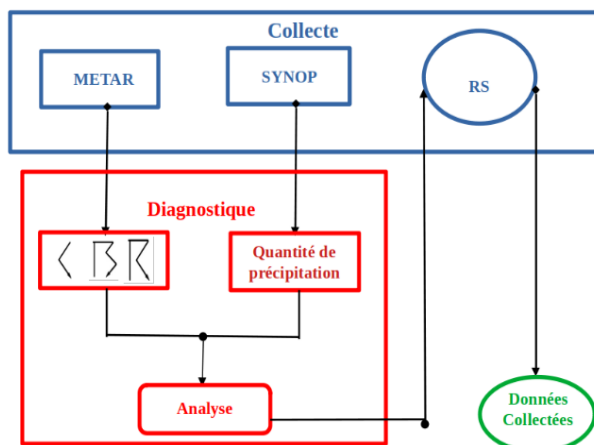 Collecte
METAR
SYNOP
RS
Diagnostique
Quantité de
précipitation
Analyse
Données
Collectées